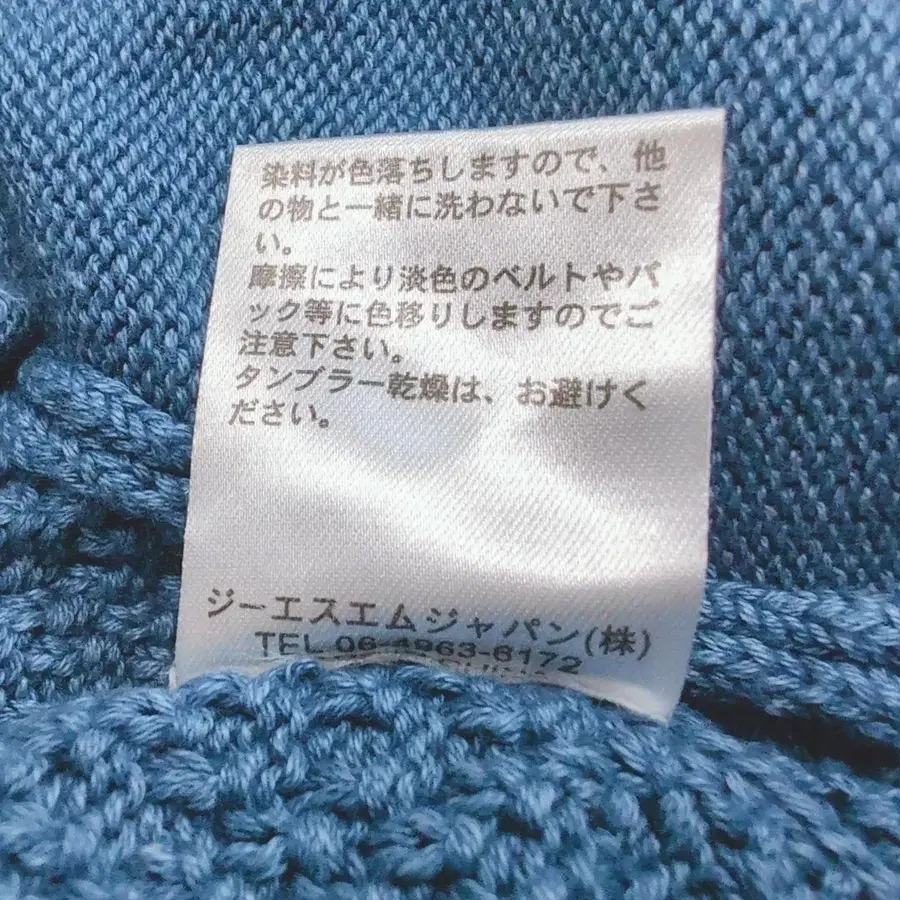 染料が色落ちしますので、他
の物と一緒に洗わないで下さ
い。
摩擦により淡色のベルトやバ
ック等に色移りしますのでご
注意下さい。
タンブラー乾燥は、お避けく
ださい。
ジーエスエムジャパン(株)
TEL 06-4963-6172